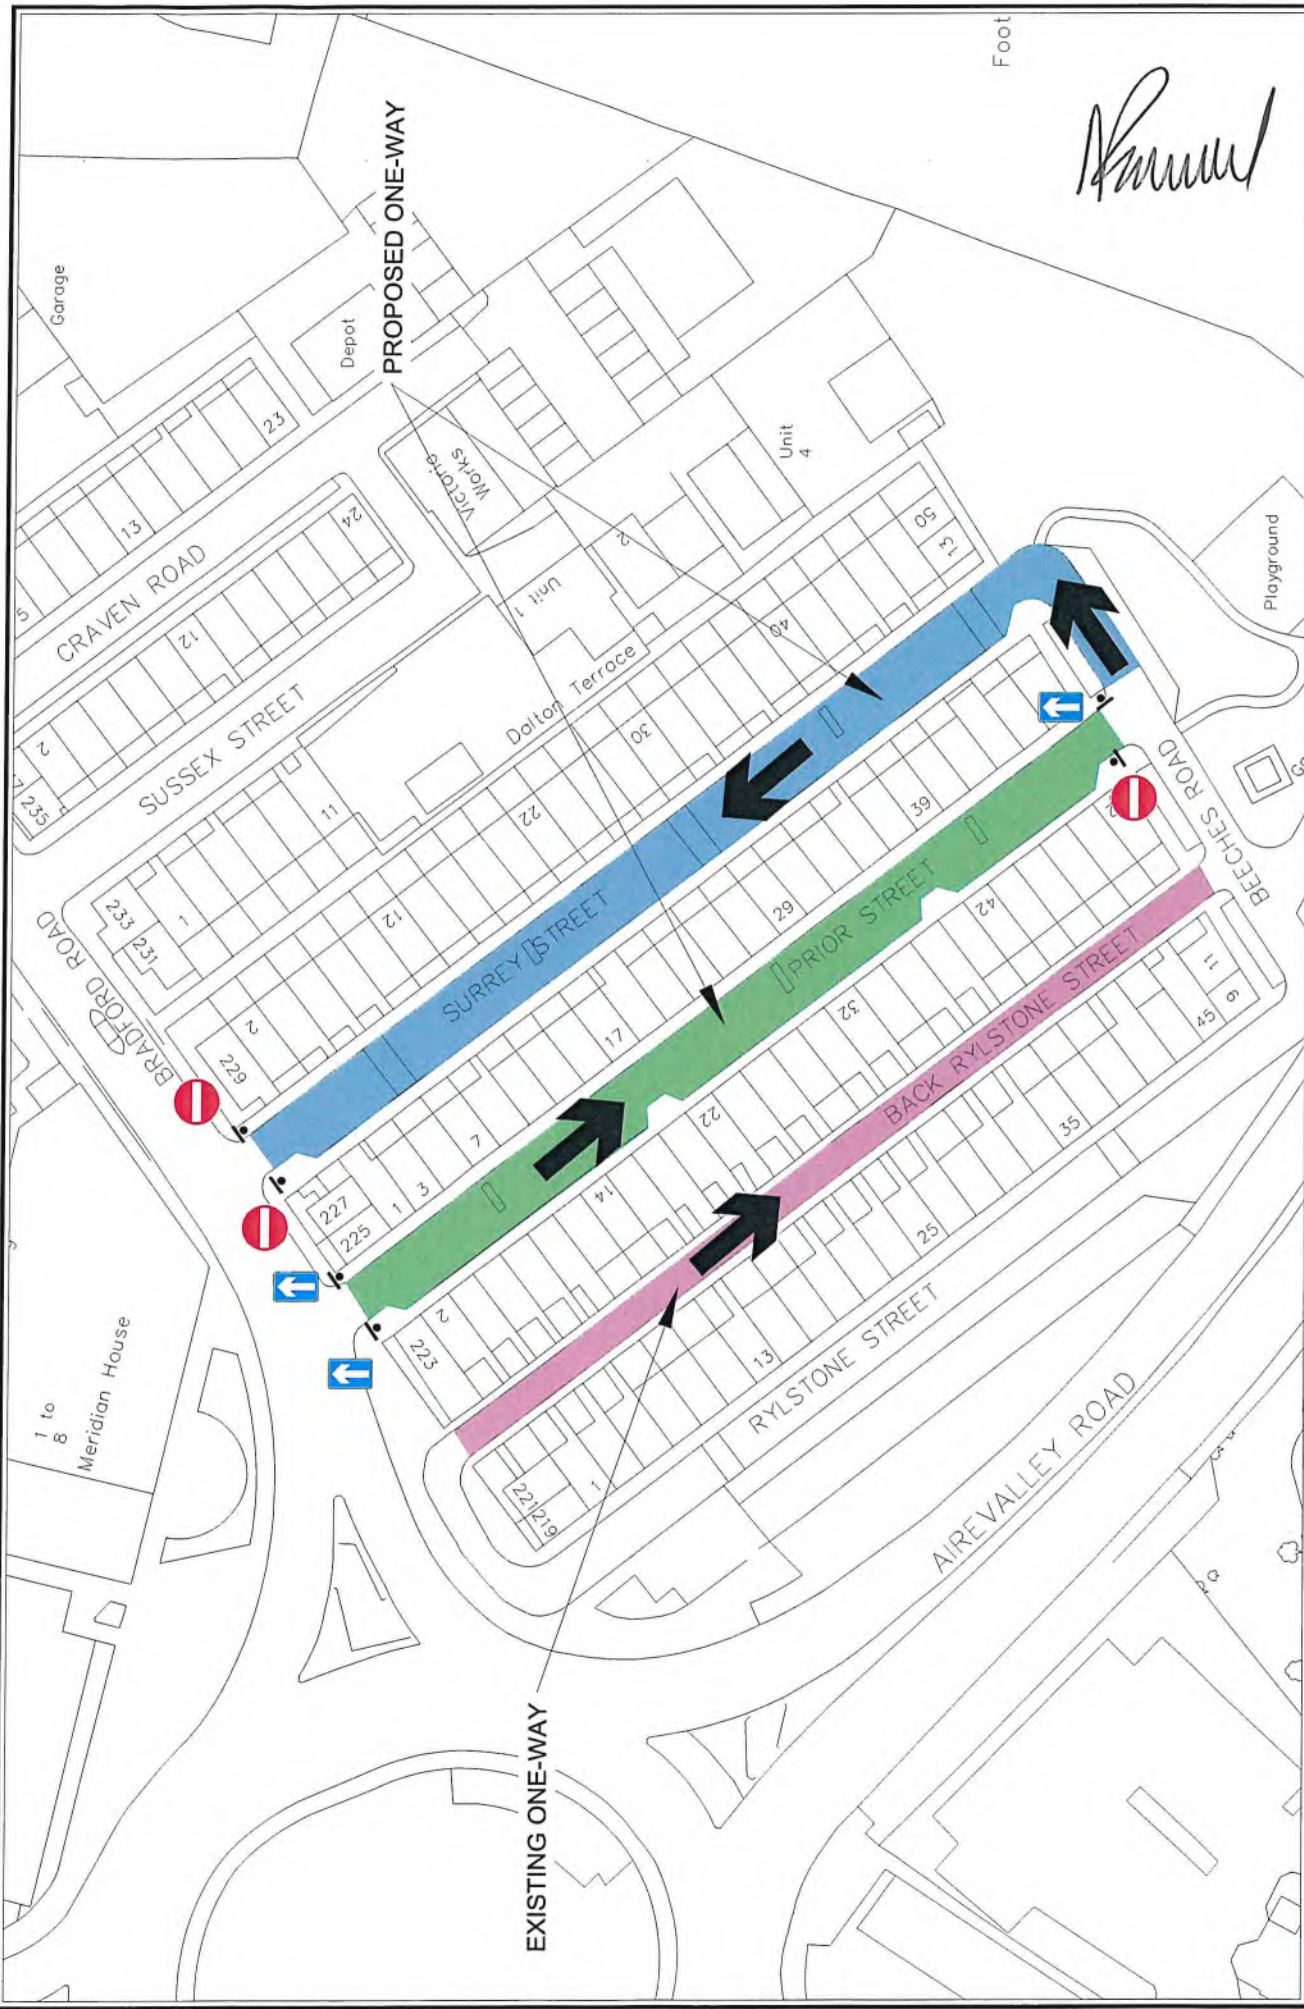 Foot
Garage
PROPOSED ONE-WAY
Depot
23
13
5
CRAVEN ROAD
24
12
2
235
SUSSEX STREET
Victoria
Works
Unit
4
2
Unit 1
Dalton Terrace
50
13
40
30
22
12
11
1
233
231
BRADFORD ROAD
2
229
SURREY STREET
Playground
39
29
17
7
3
1
227
225
PRIOR STREET
BEECHES ROAD
42
32
22
14
2
223
BACK RYLSTONE STREET
11
9
45
35
25
13
1
221
219
RYLSTONE STREET
AIREVALLEY ROAD
1 to
8
Meridian House
EXISTING ONE-WAY